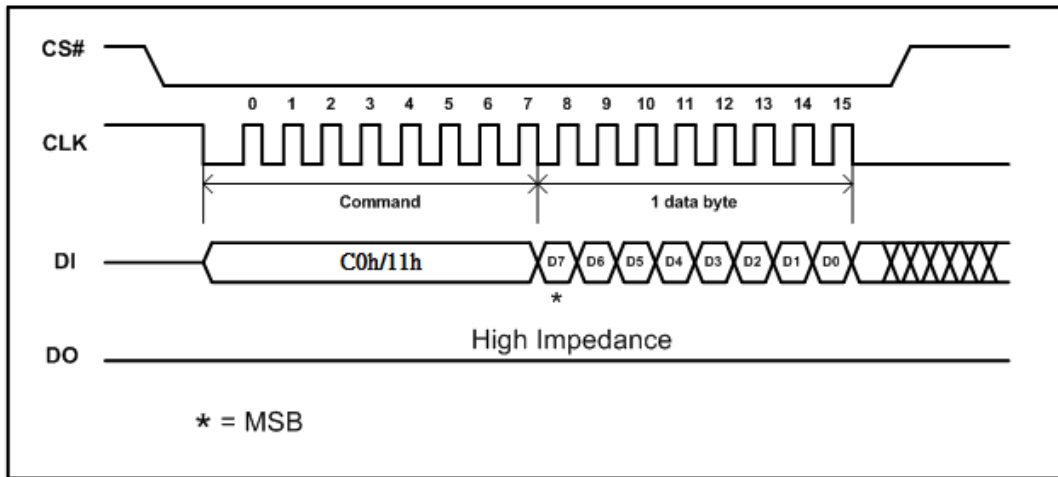 CS#
0 1 2 3 4 5 6 7 8 9 10 11 12 13 14 15
CLK
Command 1 data byte
DI C0h/11h D7 D6 D5 D4 D3 D2 D1 D0
*
High Impedance
DO
* = MSB